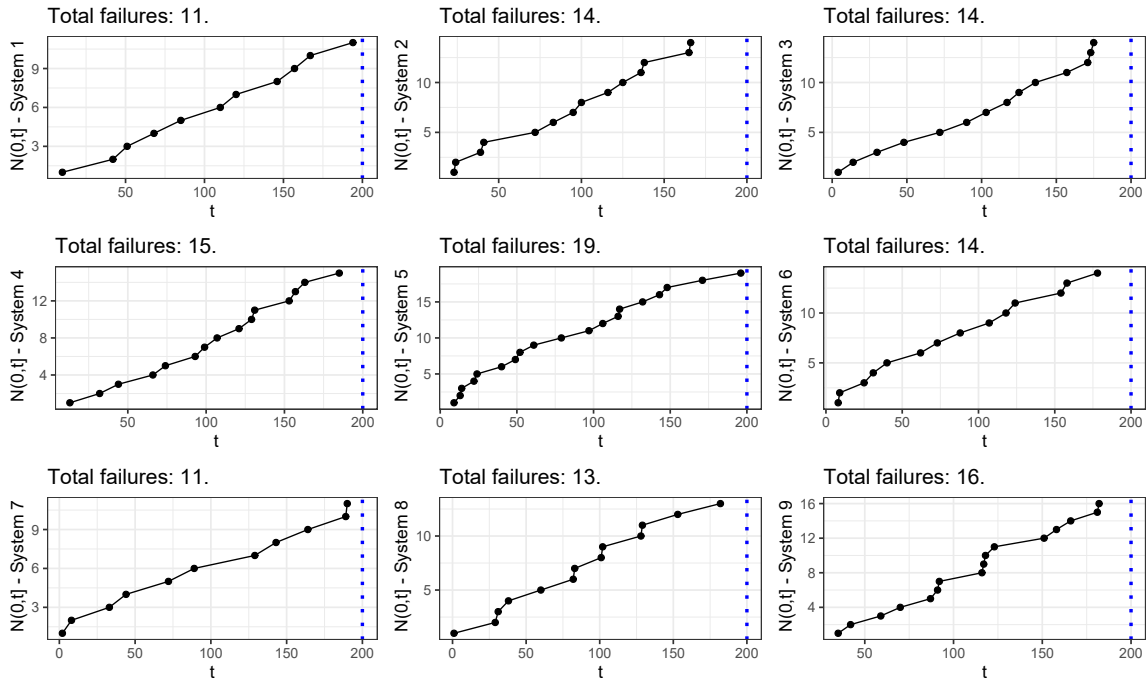 Total failures: 11.
N(0,t] - System 1
9
6
3
50
100
150
200
t
Total failures: 14.
N(0,t] - System 2
10
5
50
100
150
200
t
Total failures: 14.
N(0,t] - System 3
10
5
0
50
100
150
200
t
Total failures: 15.
N(0,t] - System 4
12
8
4
50
100
150
200
t
Total failures: 19.
N(0,t] - System 5
15
10
5
0
50
100
150
200
t
Total failures: 14.
N(0,t] - System 6
10
5
0
50
100
150
200
t
Total failures: 11.
N(0,t] - System 7
9
6
3
0
50
100
150
200
t
Total failures: 13.
N(0,t] - System 8
10
5
0
50
100
150
200
t
Total failures: 16.
N(0,t] - System 9
16
12
8
4
50
100
150
200
t